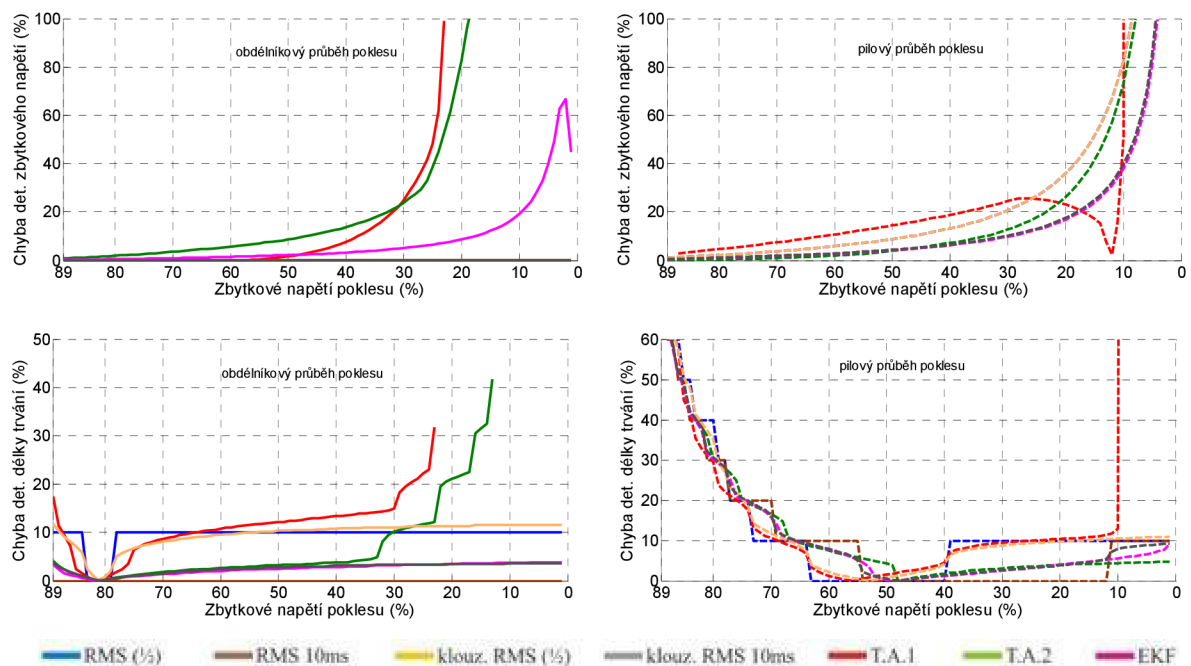 Chyba det. zbytkového napětí (%)
100
80
60
40
20
0
obdélníkový průběh poklesu
89 80 70 60 50 40 30 20 10 0
Zbytkové napětí poklesu (%)
Chyba det. zbytkového napětí (%)
100
80
60
40
20
0
pilový průběh poklesu
89 80 70 60 50 40 30 20 10 0
Zbytkové napětí poklesu (%)
Chyba det. délky trvání (%)
50
40
30
20
10
0
obdélníkový průběh poklesu
89 80 70 60 50 40 30 20 10 0
Zbytkové napětí poklesu (%)
Chyba det. délky trvání (%)
60
50
40
30
20
10
0
pilový průběh poklesu
89 80 70 60 50 40 30 20 10 0
Zbytkové napětí poklesu (%)
RMS (½) RMS 10ms klouz. RMS (½) klouz. RMS 10ms T.A.1 T.A.2 EKF